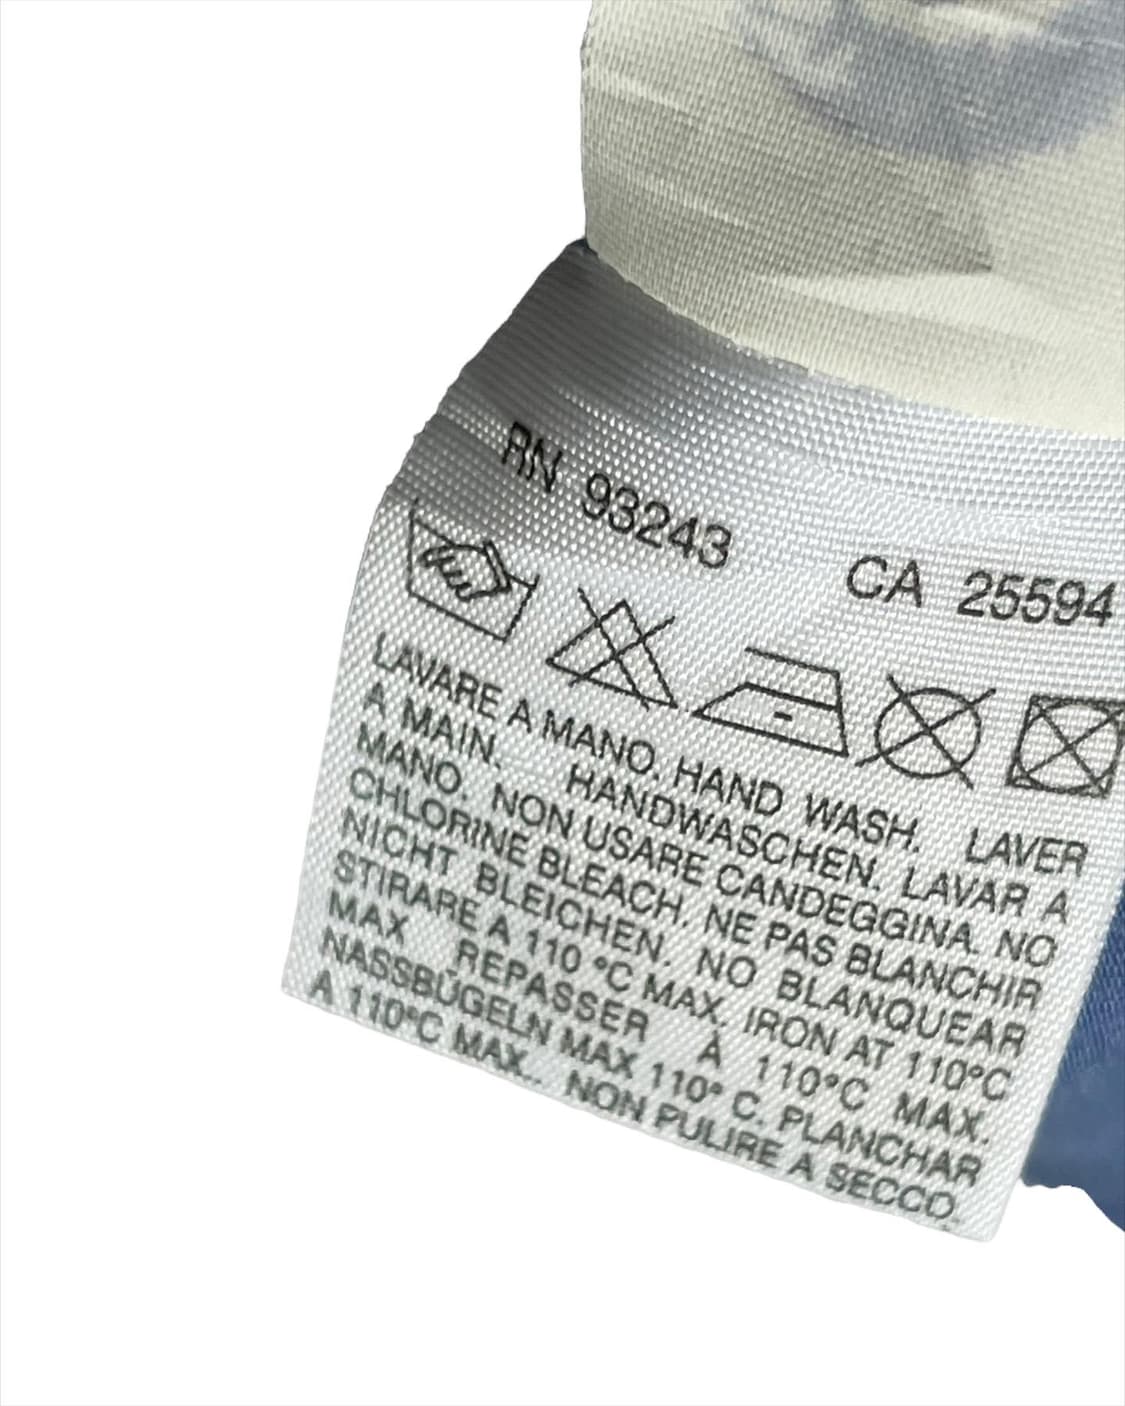 RN 93243 CA 25594
LAVARE A MANO. HAND WASH. LAVER
A MAIN. HANDWASCHEN. LAVAR A
MANO. NON USARE CANDEGGINA. NO
CHLORINE BLEACH. NE PAS BLANCHIR
NICHT BLEICHEN. NO BLANQUEAR
STIRARE A 110 °C MAX. IRON AT 110°C
MAX REPASSER À 110°C MAX.
NASSBÜGELN MAX 110° C. PLANCHAR
A 110°C MAX.. NON PULIRE A SECCO.